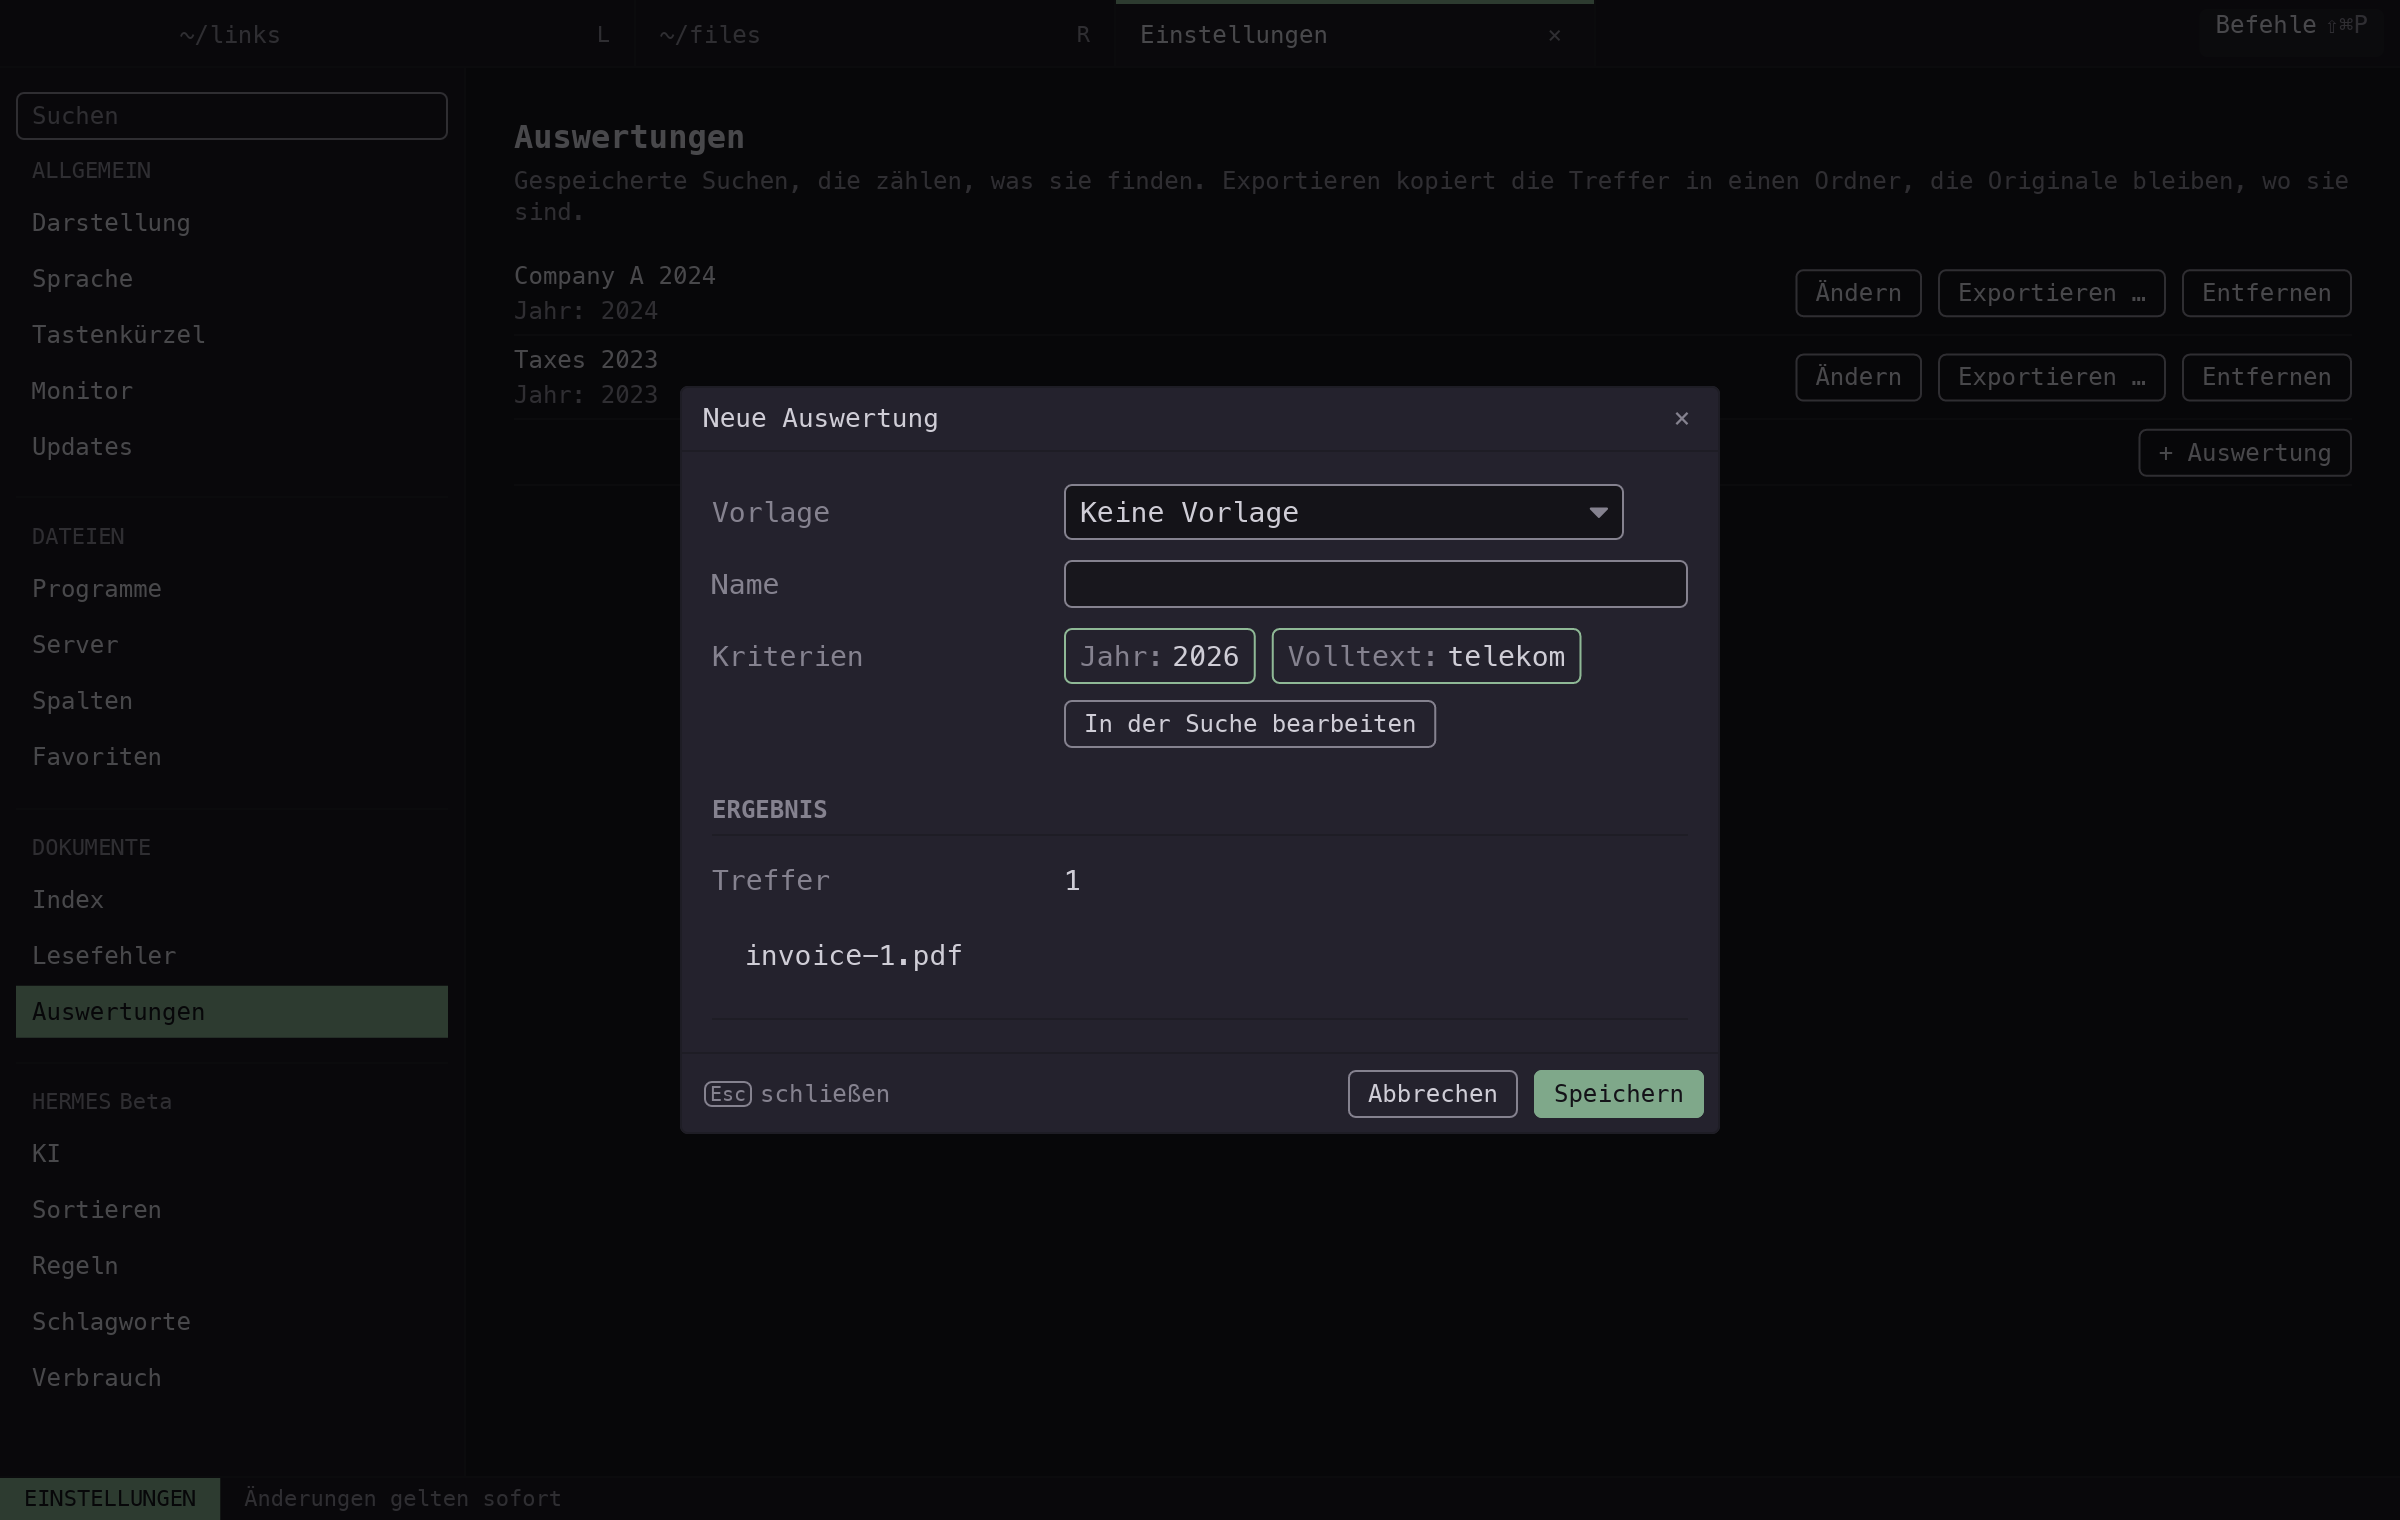 ~/links L ~/files R Einstellungen × Befehle ⇧⌘P
Suchen
ALLGEMEIN
Darstellung
Sprache
Tastenkürzel
Monitor
Updates
DATEIEN
Programme
Server
Spalten
Favoriten
DOKUMENTE
Index
Lesefehler
Auswertungen
HERMES Beta
KI
Sortieren
Regeln
Schlagworte
Verbrauch
Auswertungen
Gespeicherte Suchen, die zählen, was sie finden. Exportieren kopiert die Treffer in einen Ordner, die Originale bleiben, wo sie
sind.
Company A 2024
Jahr: 2024
Ändern Exportieren … Entfernen
Taxes 2023
Jahr: 2023
Ändern Exportieren … Entfernen
+ Auswertung
Neue Auswertung ×
Vorlage Keine Vorlage
Name
Kriterien Jahr: 2026 Volltext: telekom
In der Suche bearbeiten
ERGEBNIS
Treffer 1
invoice-1.pdf
Esc schließen Abbrechen Speichern
EINSTELLUNGEN Änderungen gelten sofort